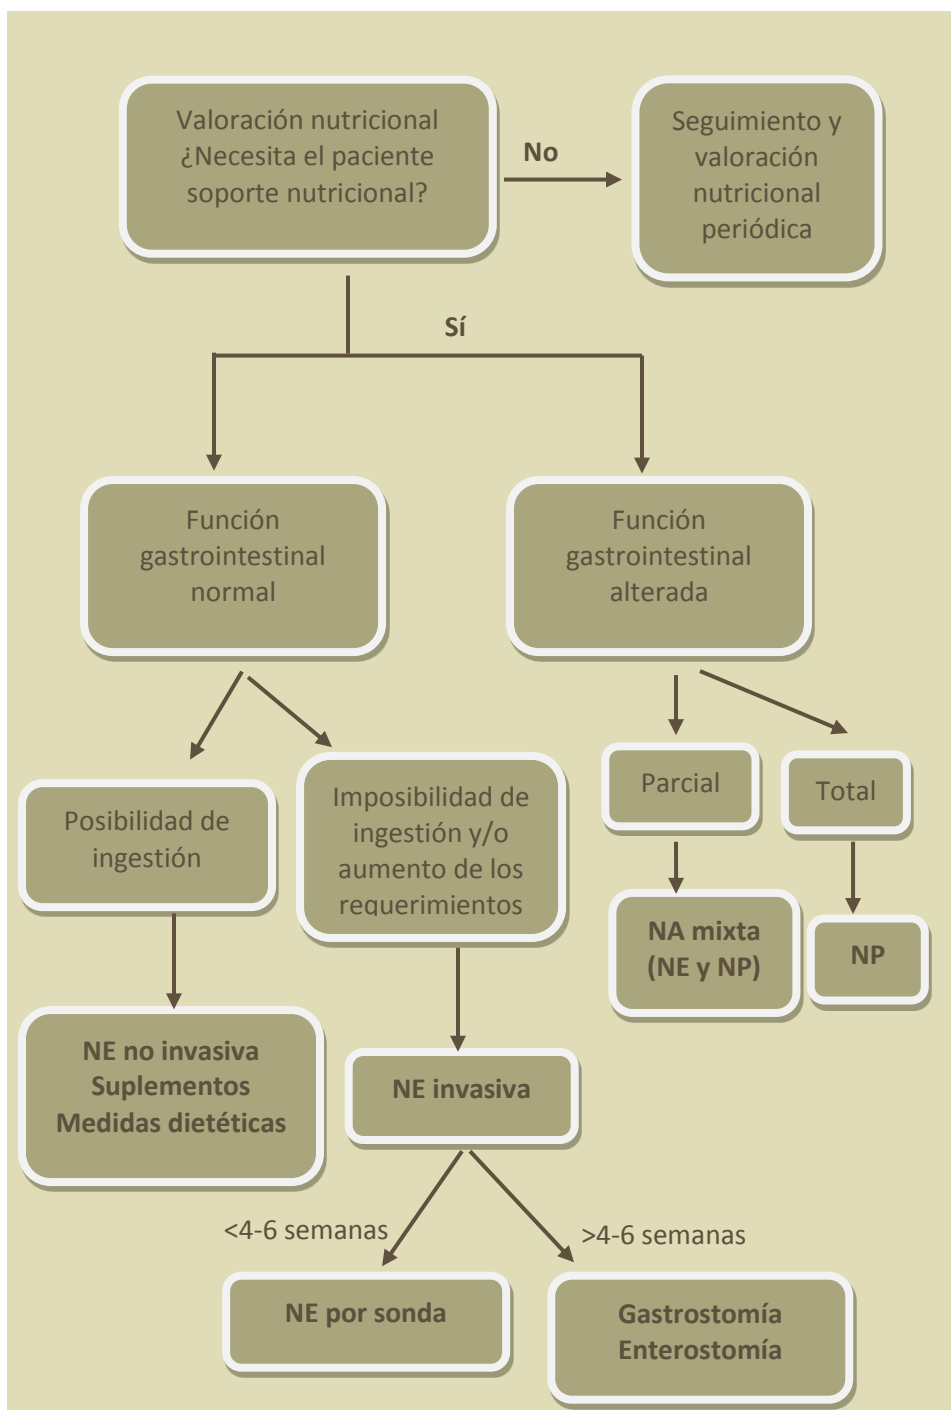 Valoración nutricional
¿Necesita el paciente
soporte nutricional?
No
Seguimiento y
valoración
nutricional
periódica
Sí
Función
gastrointestinal
normal
Función
gastrointestinal
alterada
Posibilidad de
ingestión
Imposibilidad de
ingestión y/o
aumento de los
requerimientos
Parcial
Total
NA mixta
(NE y NP)
NP
NE no invasiva
Suplementos
Medidas dietéticas
NE invasiva
<4-6 semanas
>4-6 semanas
NE por sonda
Gastrostomía
Enterostomía